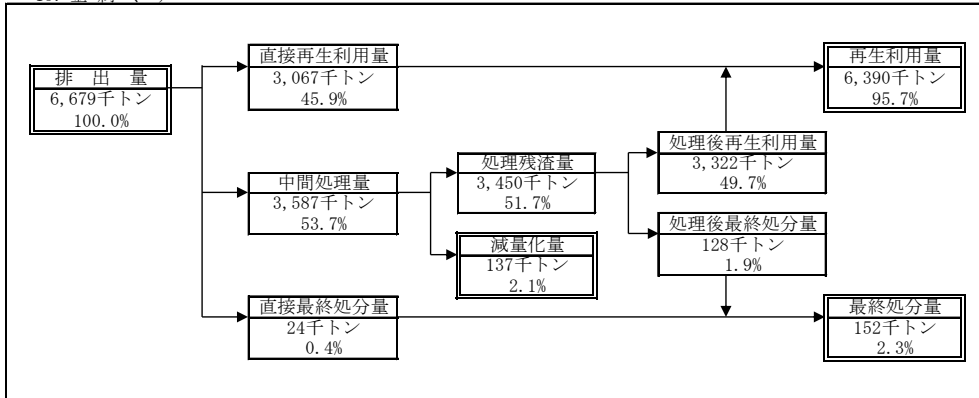 排 出 量
6,679千トン
100.0%
直接再生利用量
3,067千トン
45.9%
再生利用量
6,390千トン
95.7%
中間処理量
3,587千トン
53.7%
処理残渣量
3,450千トン
51.7%
処理後再生利用量
3,322千トン
49.7%
減量化量
137千トン
2.1%
処理後最終処分量
128千トン
1.9%
直接最終処分量
24千トン
0.4%
最終処分量
152千トン
2.3%